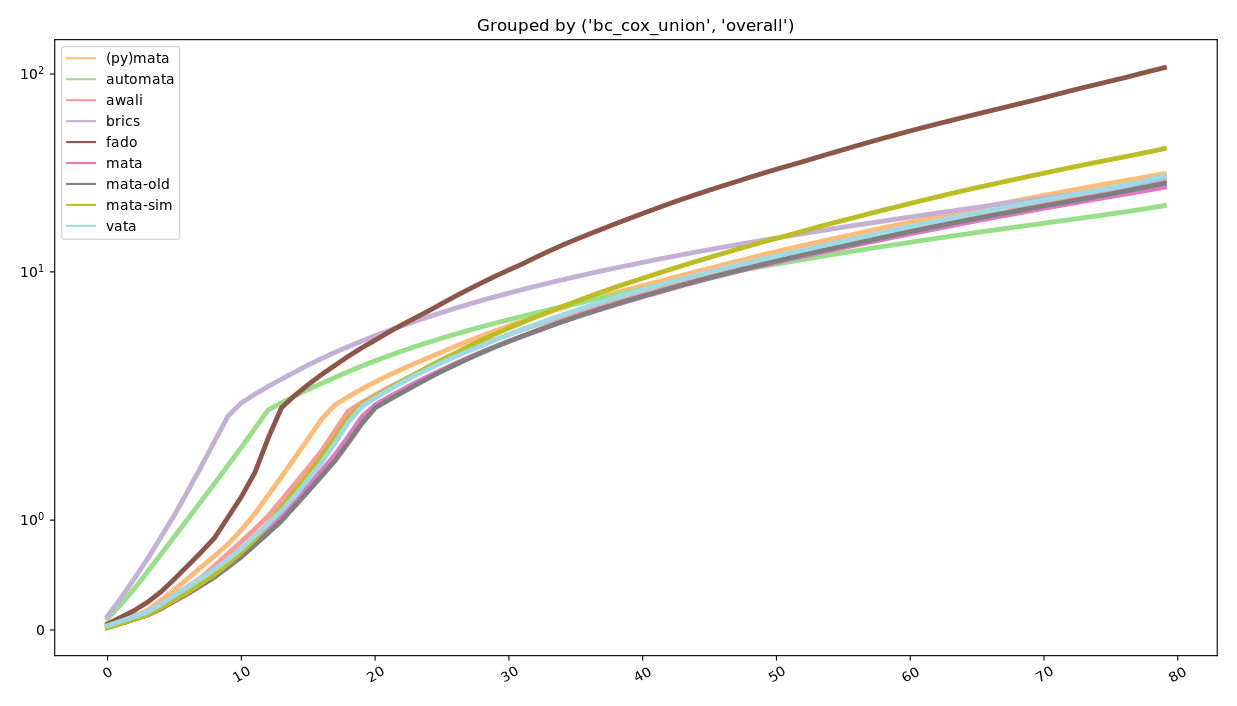 Grouped by ('bc_cox_union', 'overall')
(py)mata
automata
awali
brics
fado
mata
mata-old
mata-sim
vata
10²
10¹
10⁰
0
0 10 20 30 40 50 60 70 80